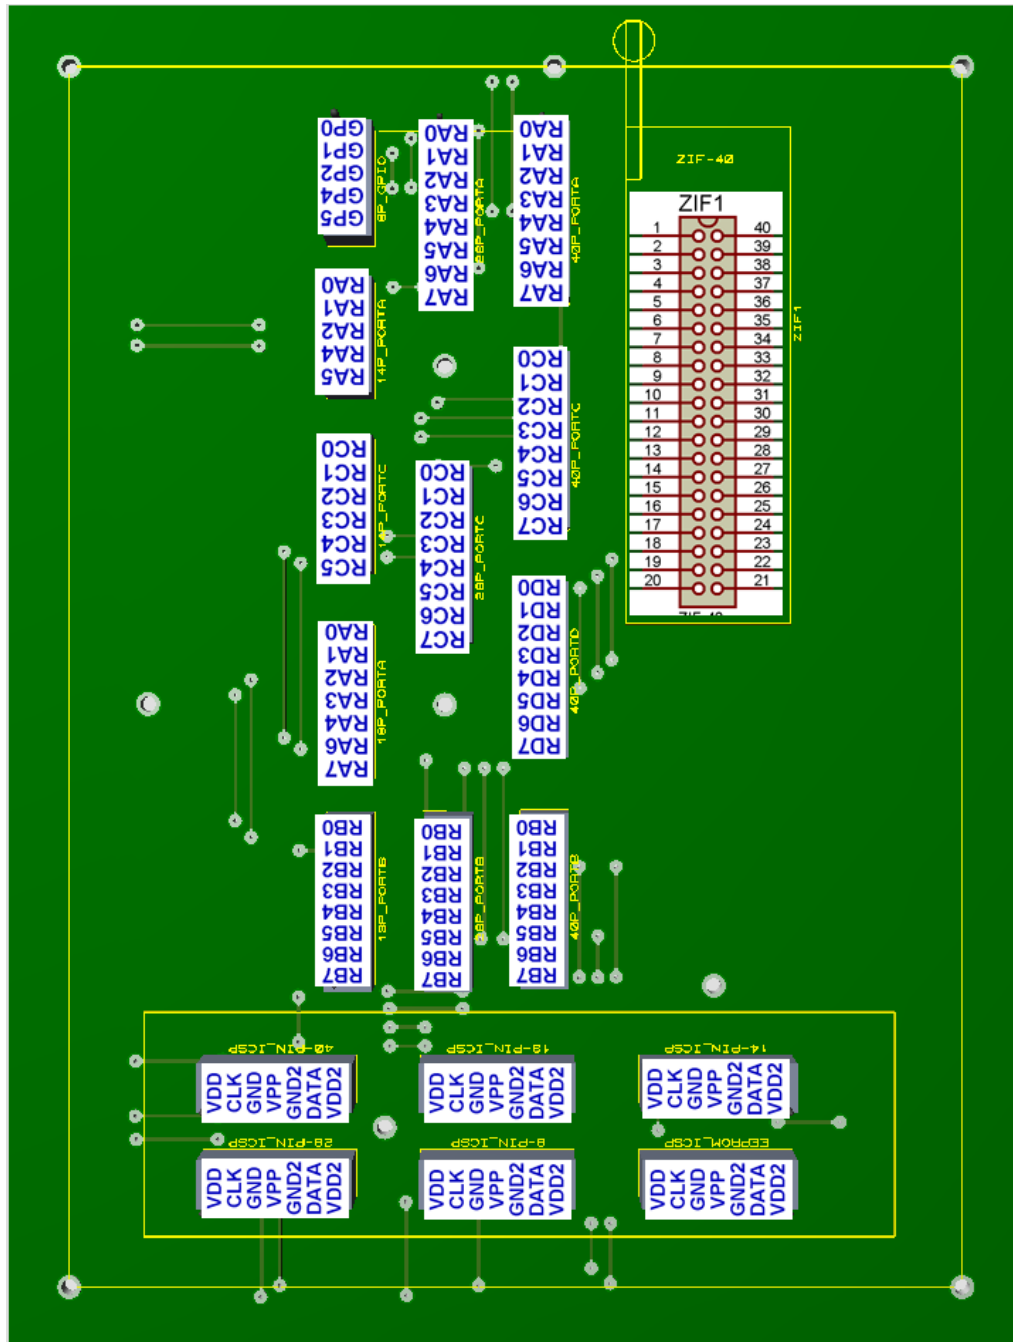 GP0
GP1
GP2
GP4
GP5
8P_GPIO
RA0
RA1
RA2
RA3
RA4
RA5
RA6
RA7
28P_PORTA
RA0
RA1
RA2
RA3
RA4
RA5
RA6
RA7
40P_PORTA
ZIF-40
ZIF1
1 40
2 39
3 38
4 37
5 36
6 35
7 34
8 33
9 32
10 31
11 30
12 29
13 28
14 27
15 26
16 25
17 24
18 23
19 22
20 21
ZIF1
RA0
RA1
RA2
RA4
RA5
14P_PORTA
RC0
RC1
RC2
RC3
RC4
RC5
RC6
RC7
40P_PORTC
RC0
RC1
RC2
RC3
RC4
RC5
14P_PORTC
RC0
RC1
RC2
RC3
RC4
RC5
RC6
RC7
28P_PORTC
RD0
RD1
RD2
RD3
RD4
RD5
RD6
RD7
40P_PORTD
RA0
RA1
RA2
RA3
RA4
RA6
RA7
18P_PORTA
RB0
RB1
RB2
RB3
RB4
RB5
RB6
RB7
18P_PORTB
RB0
RB1
RB2
RB3
RB4
RB5
RB6
RB7
28P_PORTB
RB0
RB1
RB2
RB3
RB4
RB5
RB6
RB7
40P_PORTB
40-PIN_ICSP
VDD
CLK
GND
VPP
GND2
DATA
VDD2
18-PIN_ICSP
VDD
CLK
GND
VPP
GND2
DATA
VDD2
14-PIN_ICSP
VDD
CLK
GND
VPP
GND2
DATA
VDD2
28-PIN_ICSP
VDD
CLK
GND
VPP
GND2
DATA
VDD2
8-PIN_ICSP
VDD
CLK
GND
VPP
GND2
DATA
VDD2
EEPROM_ICSP
VDD
CLK
GND
VPP
GND2
DATA
VDD2